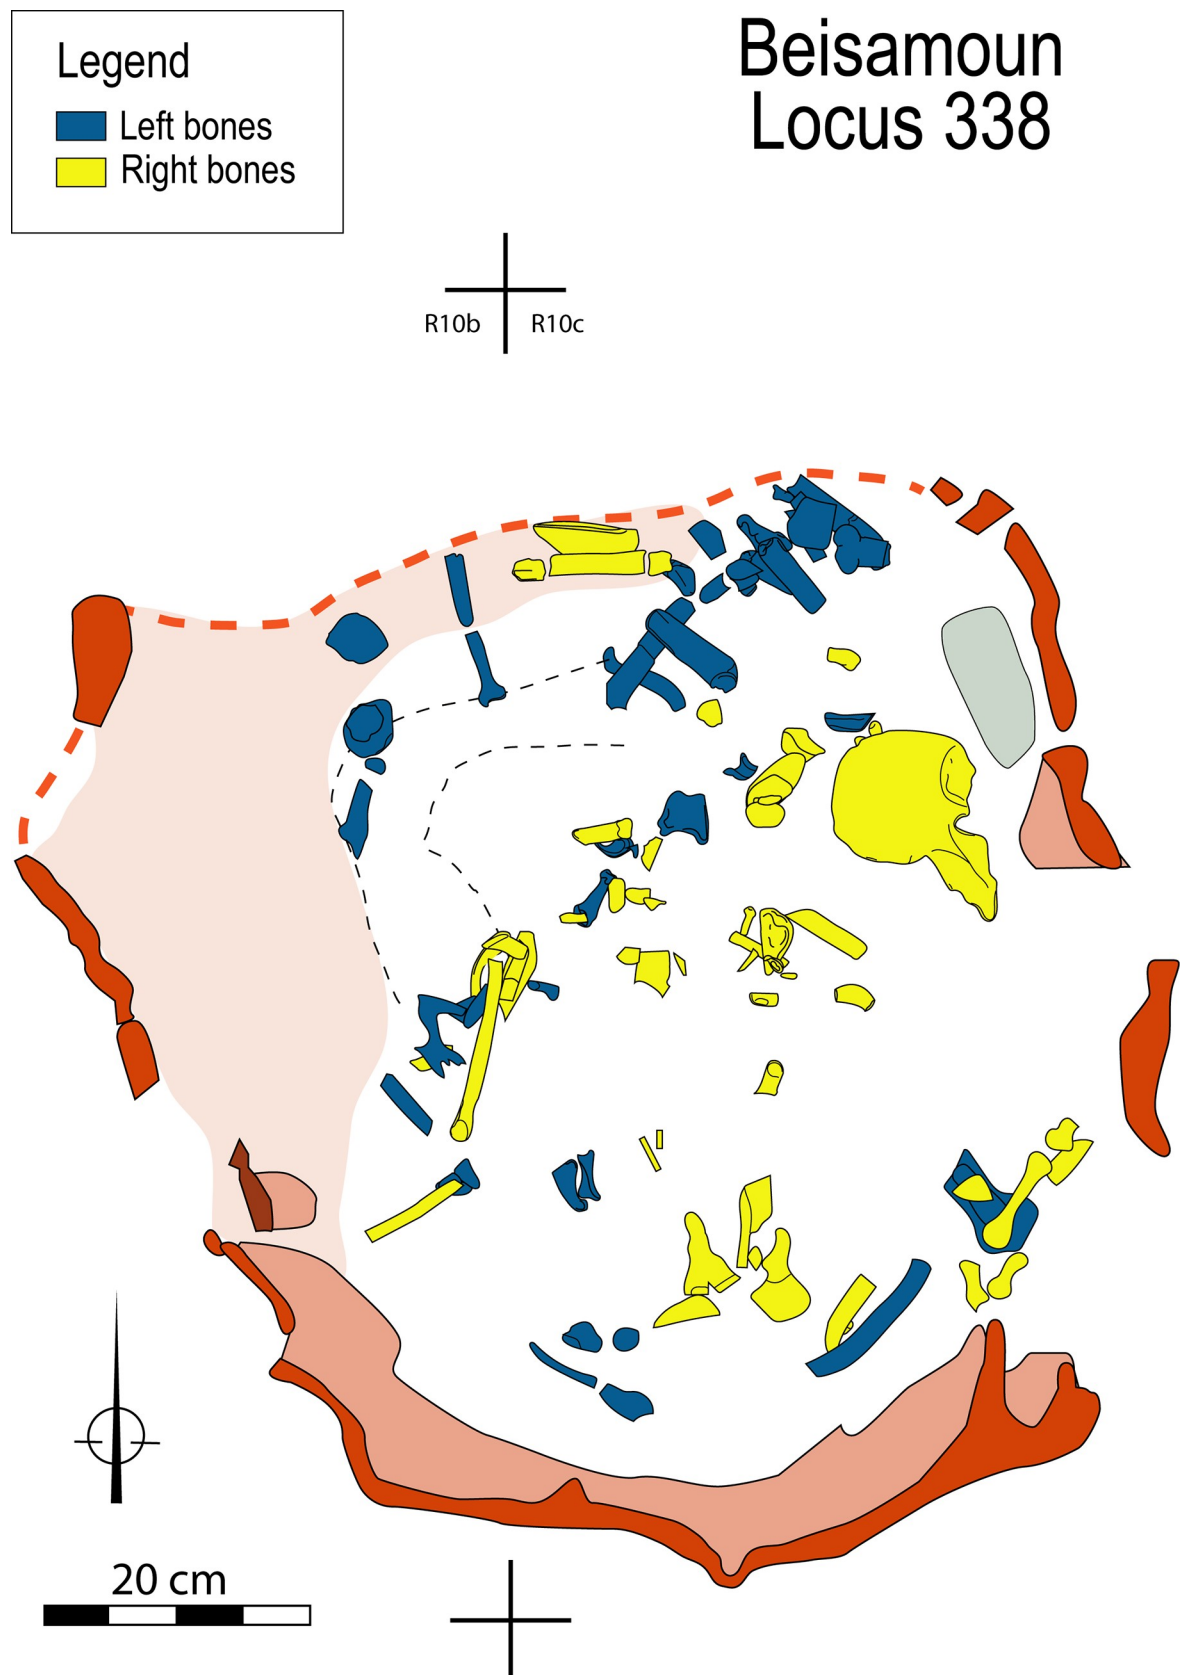 Beisamoun
Locus 338
Legend
Left bones
Right bones
R10b
R10c
20 cm